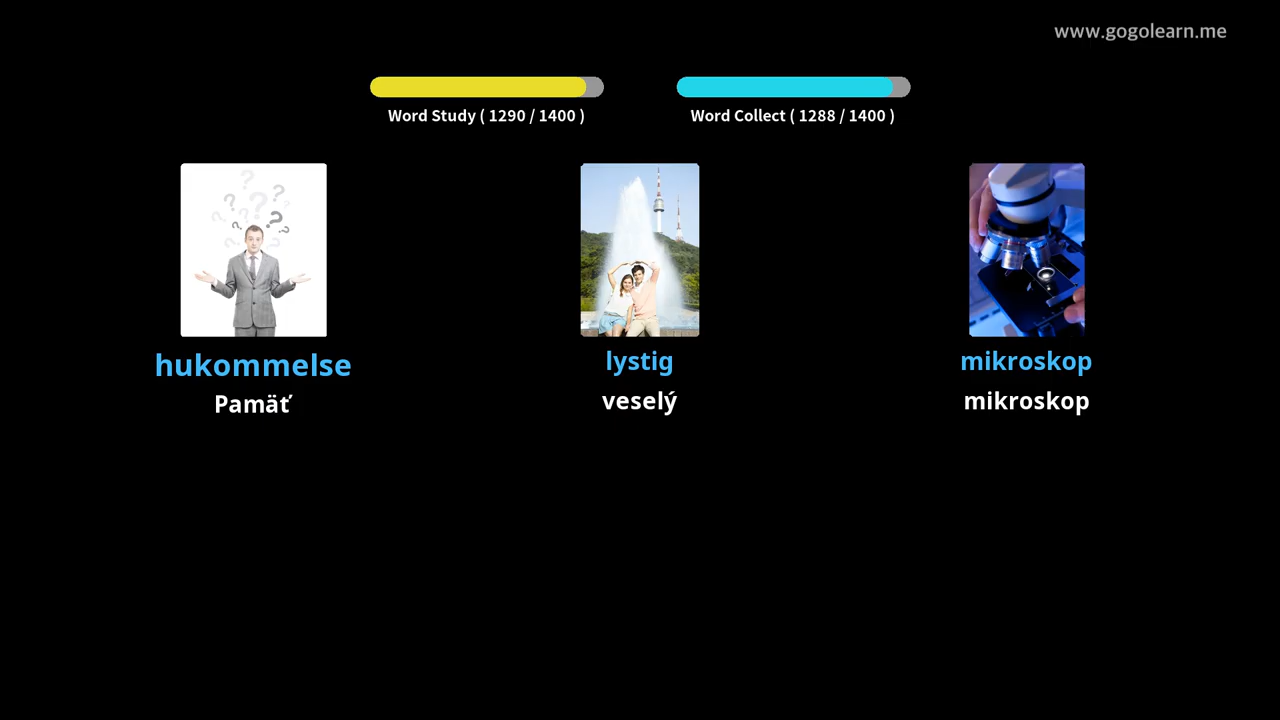 www.gogolearn.me
Word Study ( 1290 / 1400 )
Word Collect ( 1288 / 1400 )
hukommelse
Pamäť
lystig
veselý
mikroskop
mikroskop